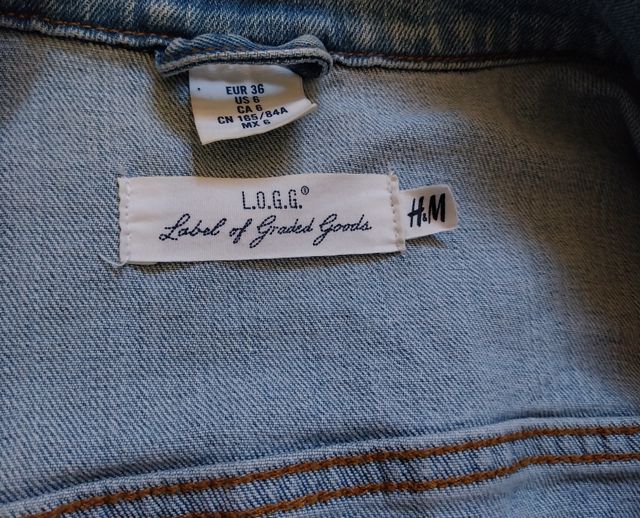 EUR 36
US 6
CA 6
CN 165/84A
MX 6
L.O.G.G.®
Label of Graded Goods
H&M